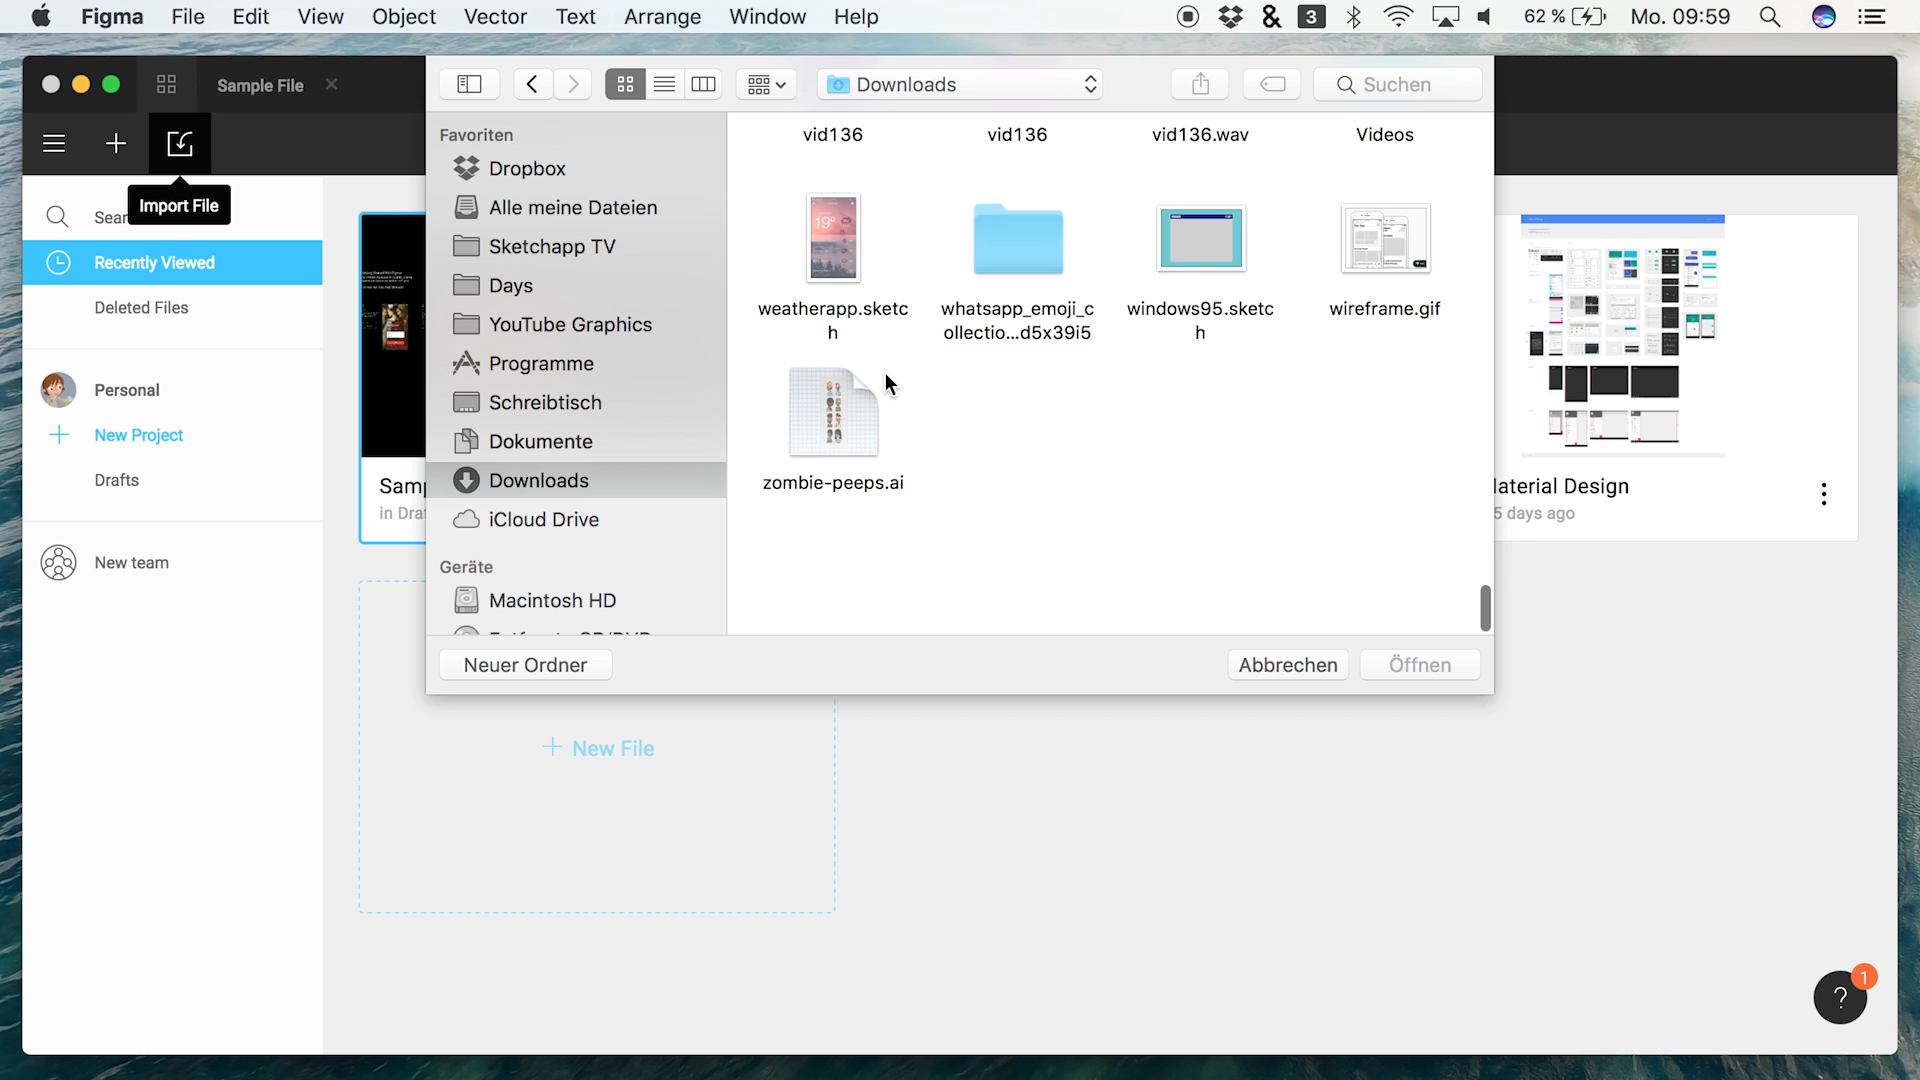 Figma File Edit View Object Vector Text Arrange Window Help 3 62 % Mo. 09:59
Sample File
Downloads
Suchen
Import File
Sear
Recently Viewed
Deleted Files
Personal
New Project
Drafts
New team
Favoriten
Dropbox
Alle meine Dateien
Sketchapp TV
Days
YouTube Graphics
Programme
Schreibtisch
Dokumente
Downloads
iCloud Drive
Geräte
Macintosh HD
vid136
vid136
vid136.wav
Videos
19°
weatherapp.sketc
h
whatsapp_emoji_c
ollectio...d5x39i5
windows95.sketc
h
wireframe.gif
zombie-peeps.ai
Neuer Ordner
Abbrechen
Öffnen
Samp
in Draf
laterial Design
5 days ago
New File
?
1